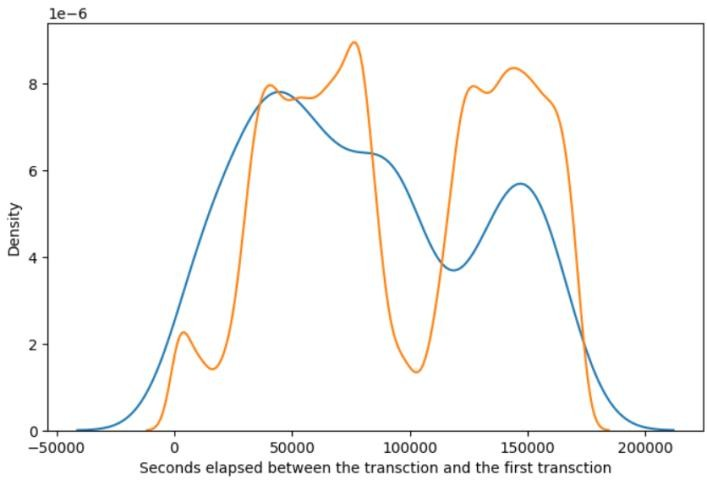 1e−6
8
6
4
2
0
Density
−50000 0 50000 100000 150000 200000
Seconds elapsed between the transction and the first transction